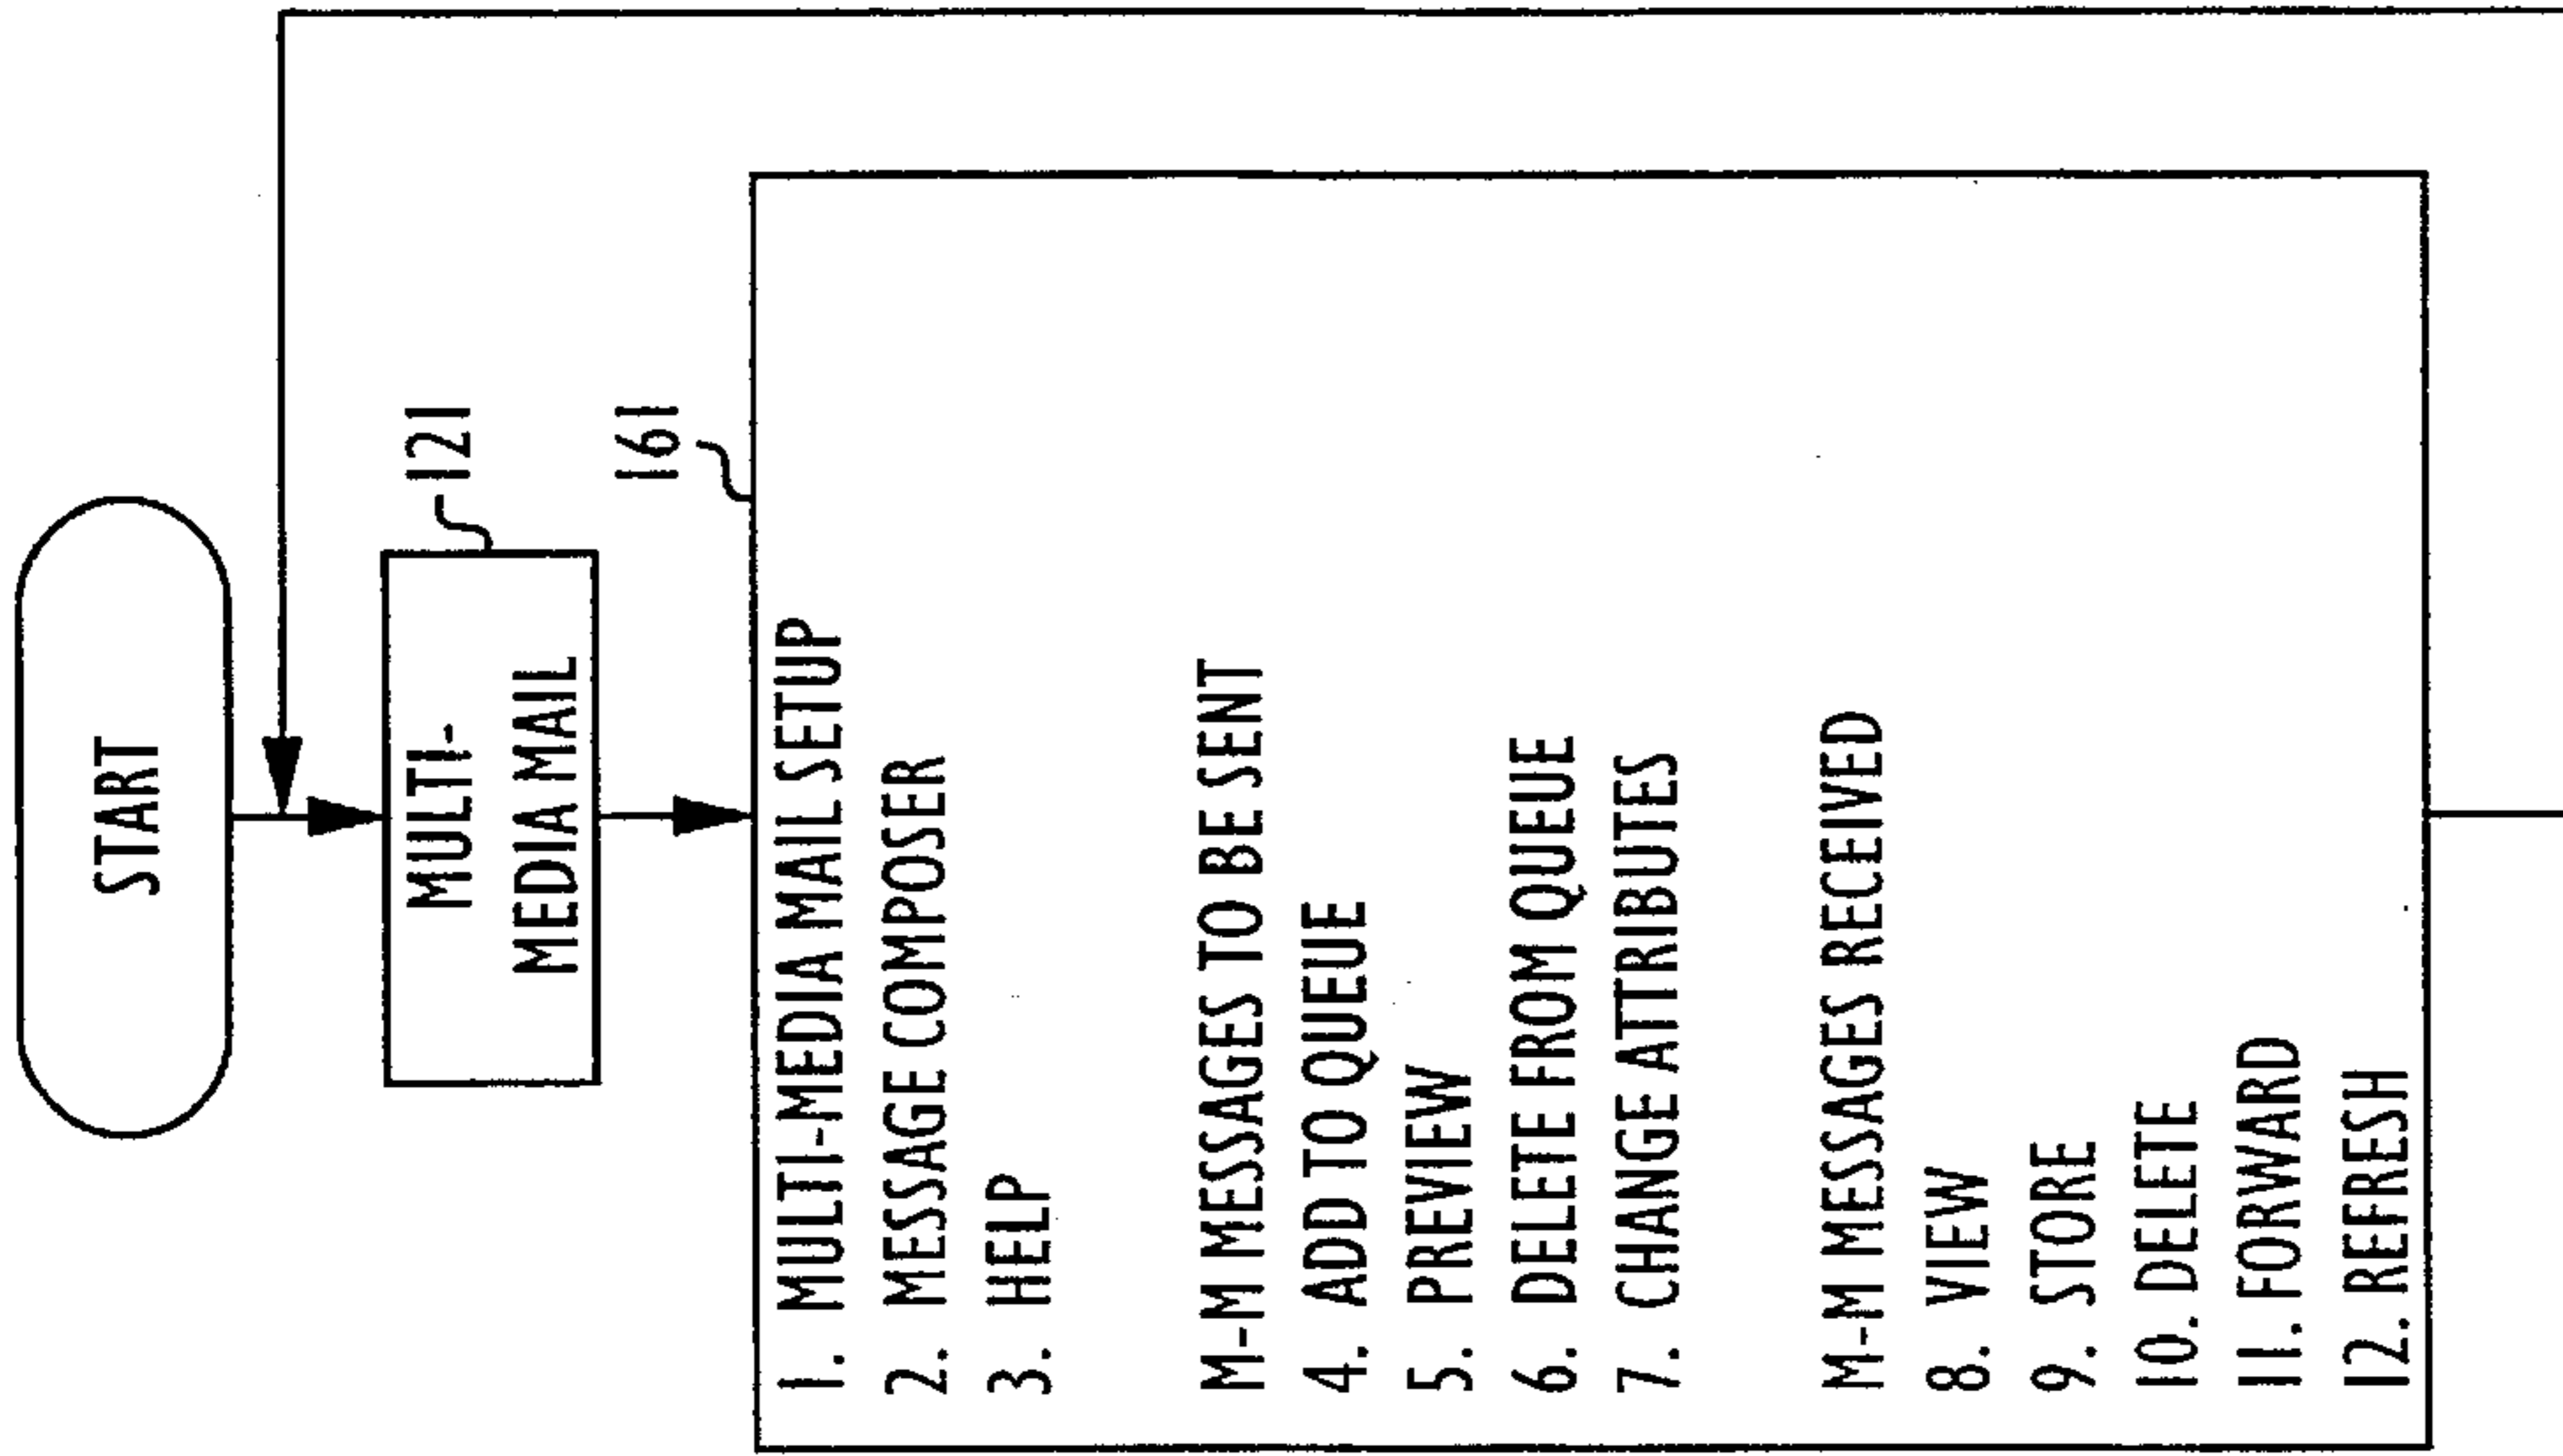 START
MULTI-
MEDIA MAIL
121
161
1. MULTI-MEDIA MAIL SETUP
2. MESSAGE COMPOSER
3. HELP
M-M MESSAGES TO BE SENT
4. ADD TO QUEUE
5. PREVIEW
6. DELETE FROM QUEUE
7. CHANGE ATTRIBUTES
M-M MESSAGES RECEIVED
8. VIEW
9. STORE
10. DELETE
11. FORWARD
12. REFRESH